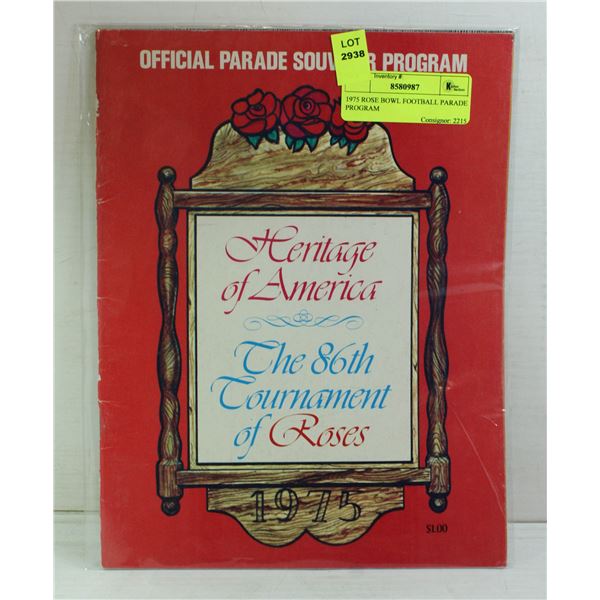 OFFICIAL PARADE SOUV R PROGRAM
LOT
2938
Inventory #:
8580987
1975 ROSE BOWL FOOTBALL PARADE
PROGRAM
Consignor: 2215
Heritage
of America
The 86th
Tournament
of Roses
1975
$1.00